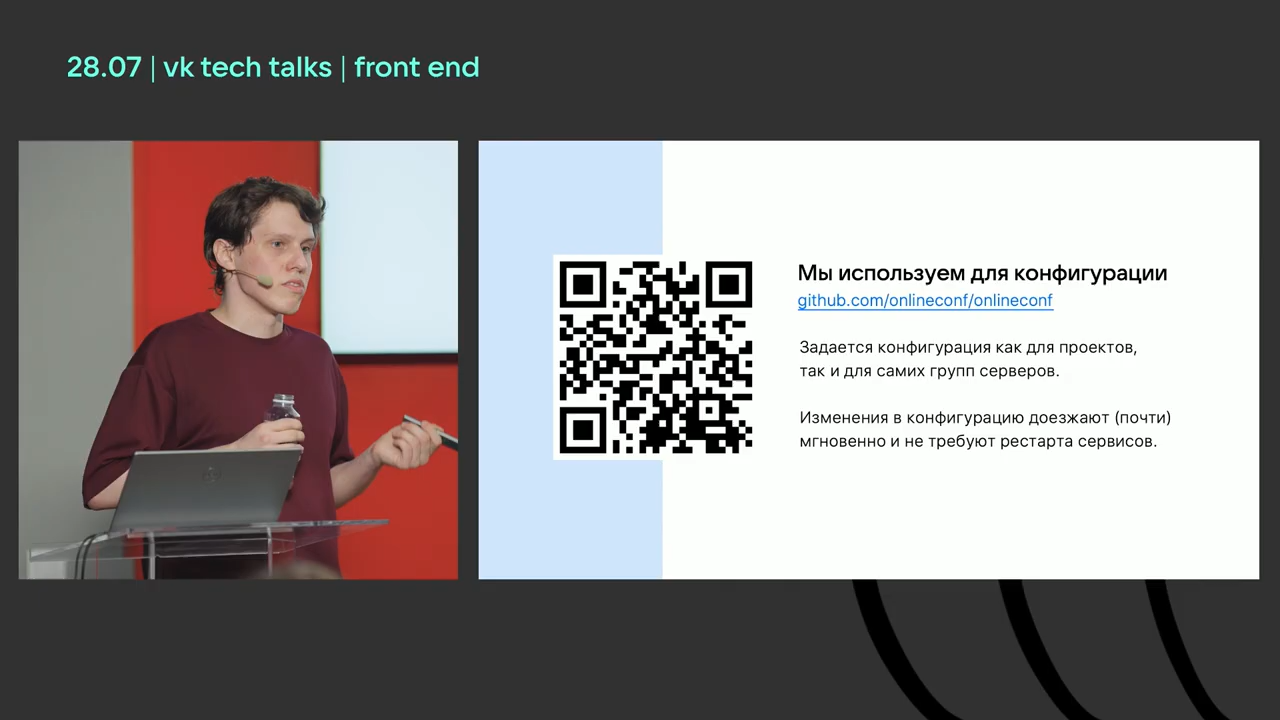 28.07 | vk tech talks | front end
Мы используем для конфигурации
github.com/onlineconf/onlineconf
Задается конфигурация как для проектов,
так и для самих групп серверов.
Изменения в конфигурацию доезжают (почти)
мгновенно и не требуют рестарта сервисов.